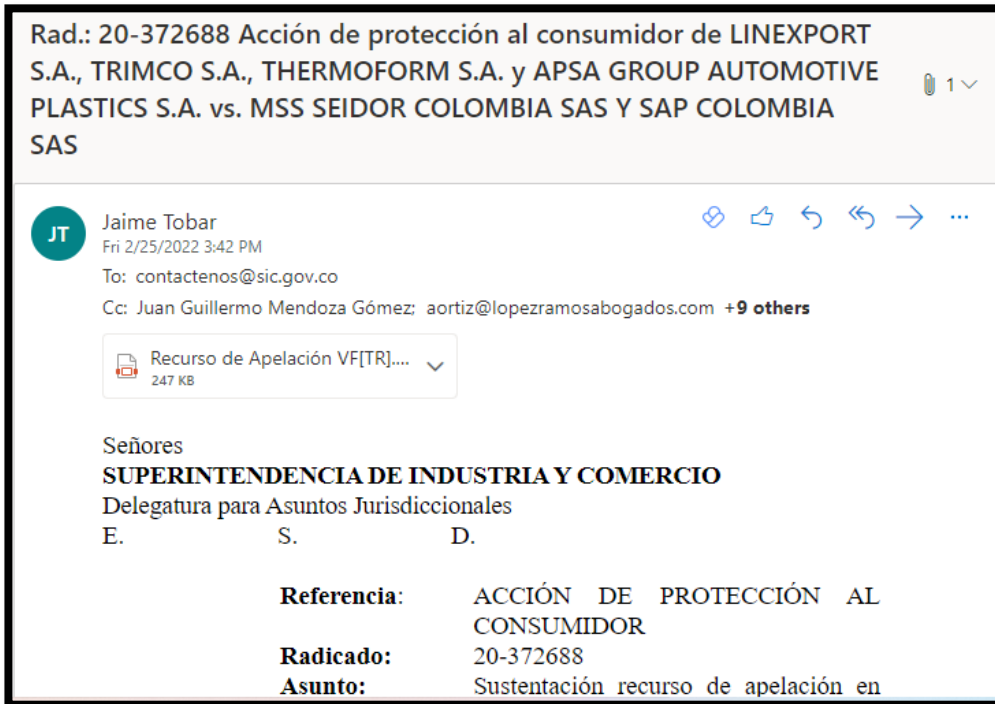 Rad.: 20-372688 Acción de protección al consumidor de LINEXPORT
S.A., TRIMCO S.A., THERMOFORM S.A. y APSA GROUP AUTOMOTIVE
PLASTICS S.A. vs. MSS SEIDOR COLOMBIA SAS Y SAP COLOMBIA
SAS
1
JT
Jaime Tobar
Fri 2/25/2022 3:42 PM
To: contactenos@sic.gov.co
Cc: Juan Guillermo Mendoza Gómez; aortiz@lopezramosabogados.com +9 others
Recurso de Apelación VF[TR]....
247 KB
Señores
SUPERINTENDENCIA DE INDUSTRIA Y COMERCIO
Delegatura para Asuntos Jurisdiccionales
E. S. D.
Referencia: ACCIÓN DE PROTECCIÓN AL
CONSUMIDOR
Radicado: 20-372688
Asunto: Sustentación recurso de apelación en